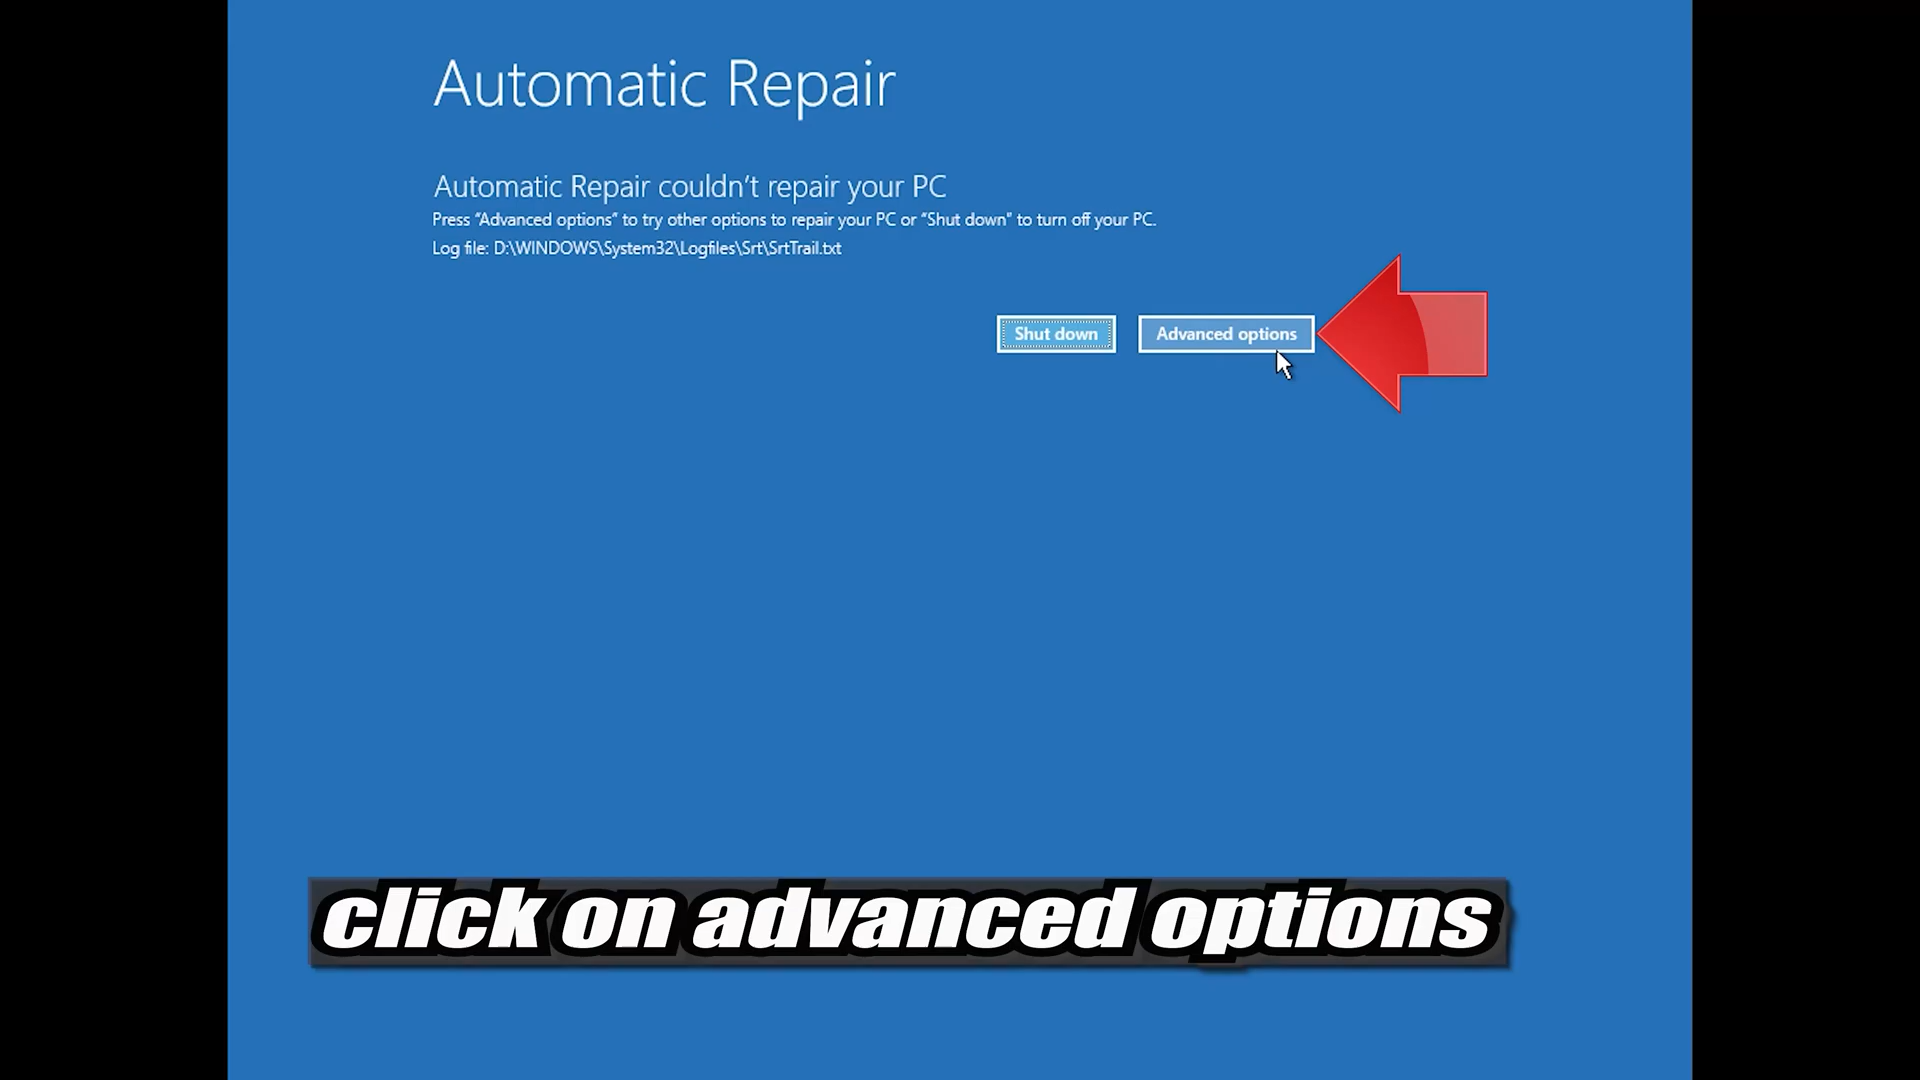 Automatic Repair
Automatic Repair couldn't repair your PC
Press “Advanced options” to try other options to repair your PC or “Shut down” to turn off your PC.
Log file: D:\WINDOWS\System32\Logfiles\Srt\SrtTrail.txt
Shut down
Advanced options
click on advanced options